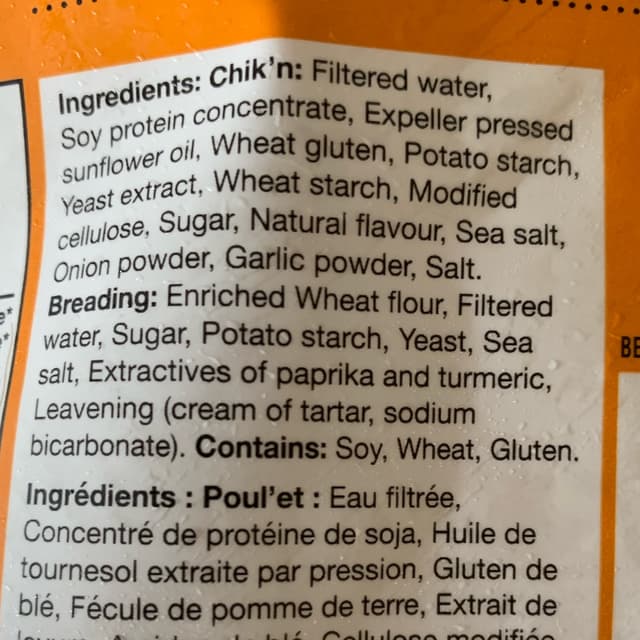 Ingredients: Chik'n: Filtered water,
Soy protein concentrate, Expeller pressed
sunflower oil, Wheat gluten, Potato starch,
Yeast extract, Wheat starch, Modified
cellulose, Sugar, Natural flavour, Sea salt,
Onion powder, Garlic powder, Salt.
Breading: Enriched Wheat flour, Filtered
water, Sugar, Potato starch, Yeast, Sea
salt, Extractives of paprika and turmeric,
Leavening (cream of tartar, sodium
bicarbonate). Contains: Soy, Wheat, Gluten.
Ingrédients : Poul'et : Eau filtrée,
Concentré de protéine de soja, Huile de
tournesol extraite par pression, Gluten de
blé, Fécule de pomme de terre, Extrait de